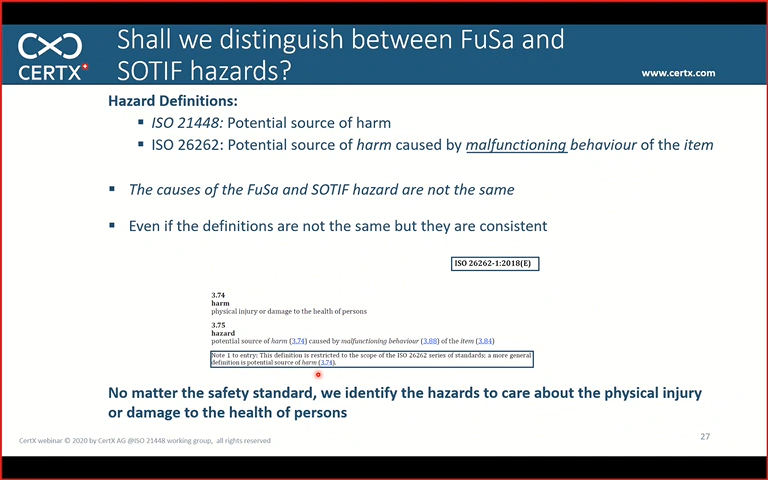 Shall we distinguish between FuSa and
SOTIF hazards?
CERTX
www.certx.com
Hazard Definitions:
▪ ISO 21448: Potential source of harm
▪ ISO 26262: Potential source of harm caused by malfunctioning behaviour of the item
▪ The causes of the FuSa and SOTIF hazard are not the same
▪ Even if the definitions are not the same but they are consistent
ISO 26262-1:2018(E)
3.74
harm
physical injury or damage to the health of persons
3.75
hazard
potential source of harm (3.74) caused by malfunctioning behaviour (3.88) of the item (3.84)
Note 1 to entry: This definition is restricted to the scope of the ISO 26262 series of standards; a more general
definition is potential source of harm (3.74).
No matter the safety standard, we identify the hazards to care about the physical injury
or damage to the health of persons
CertX webinar © 2020 by CertX AG @ISO 21448 working group, all rights reserved
27